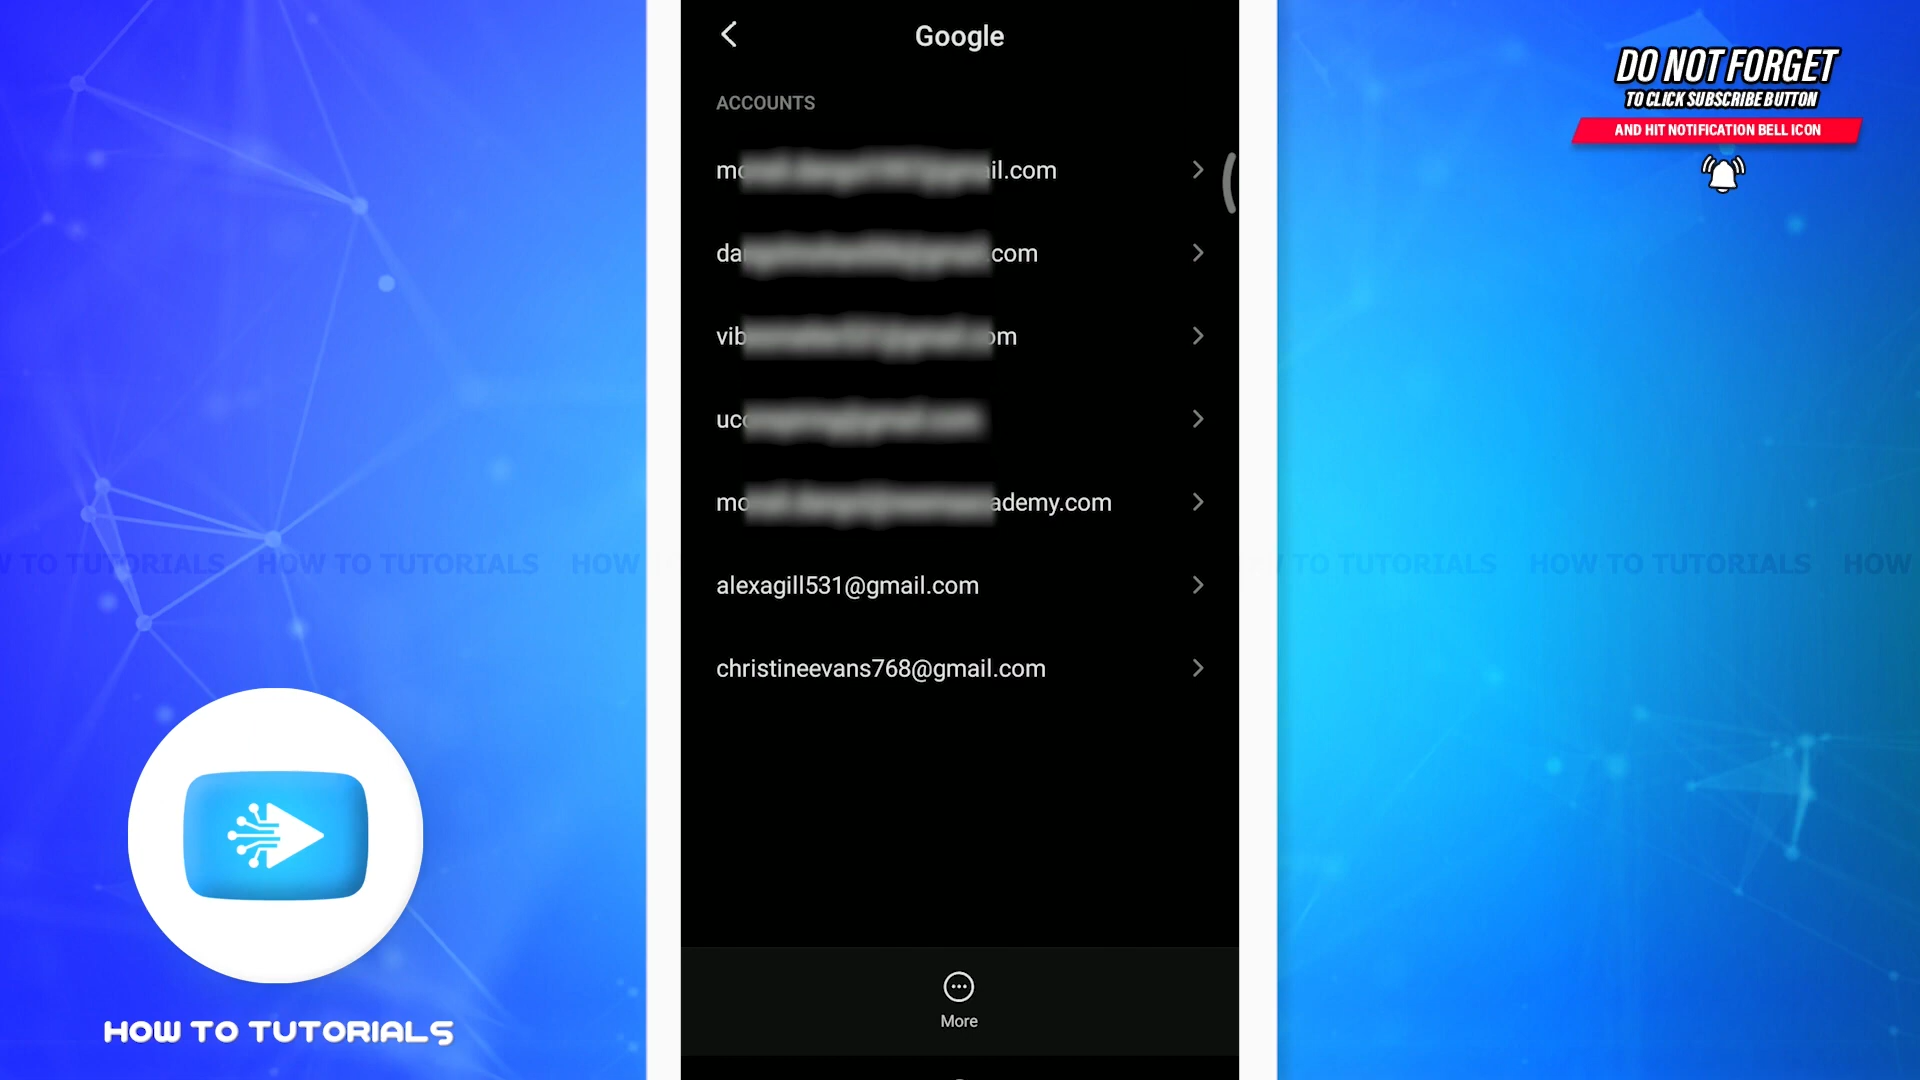 Google
ACCOUNTS
il.com
com
om
ademy.com
alexagill531@gmail.com
christineevans768@gmail.com
More
DO NOT FORGET
TO CLICK SUBSCRIBE BUTTON
AND HIT NOTIFICATION BELL ICON
TO TUTORIALS HOW TO TUTORIALS HOW
TO TUTORIALS HOW TO TUTORIALS HOW
HOW TO TUTORIALS